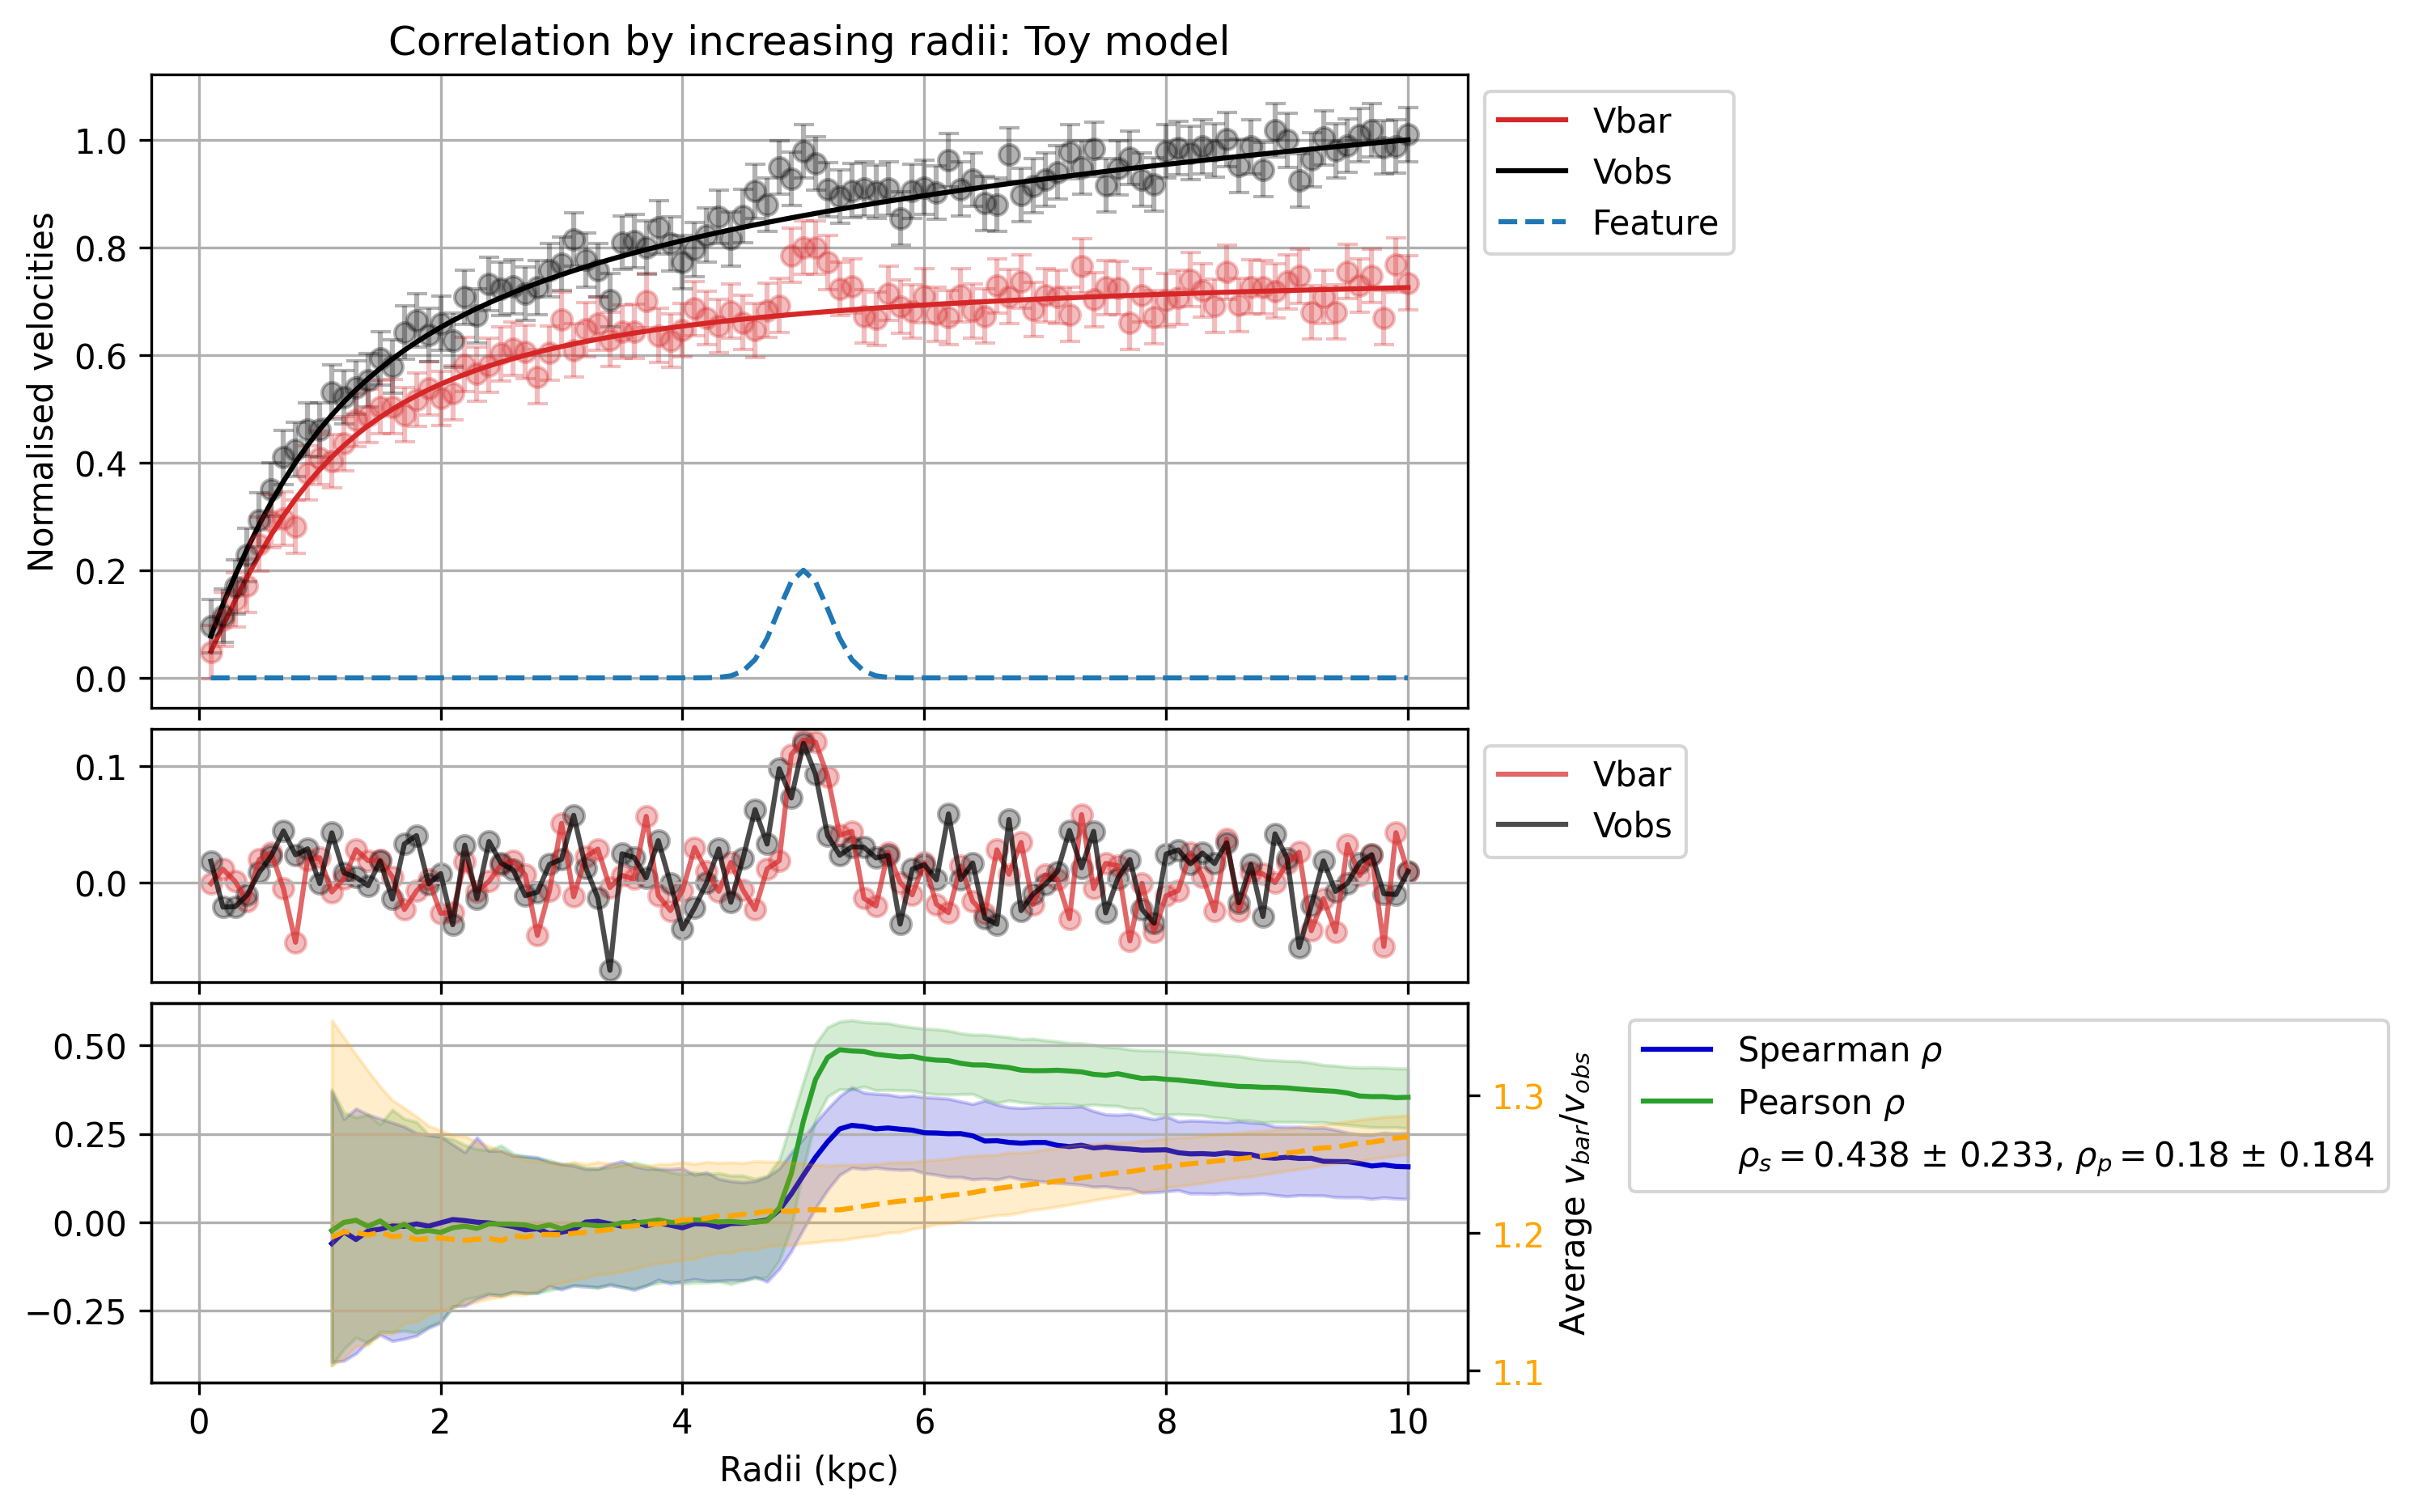 Correlation by increasing radii: Toy model
Normalised velocities
1.0
0.8
0.6
0.4
0.2
0.0
Vbar
Vobs
Feature
0.1
0.0
Vbar
Vobs
0.50
0.25
0.00
−0.25
1.3
1.2
1.1
Average v_bar/v_obs
Spearman ρ
Pearson ρ
ρ_s = 0.438 ± 0.233, ρ_p = 0.18 ± 0.184
0 2 4 6 8 10
Radii (kpc)